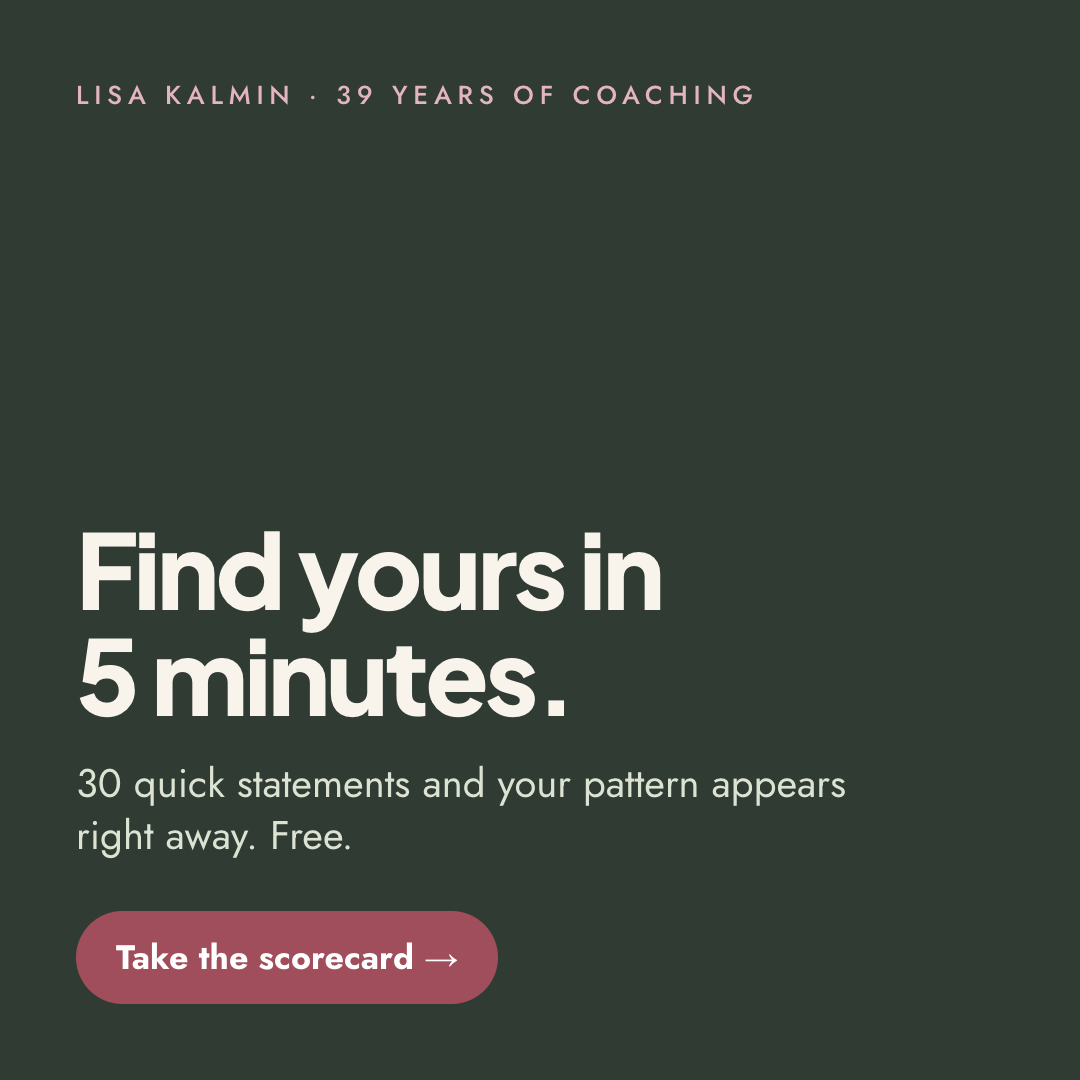 LISA KALMIN · 39 YEARS OF COACHING
Find yours in
5 minutes.
30 quick statements and your pattern appears
right away. Free.
Take the scorecard →